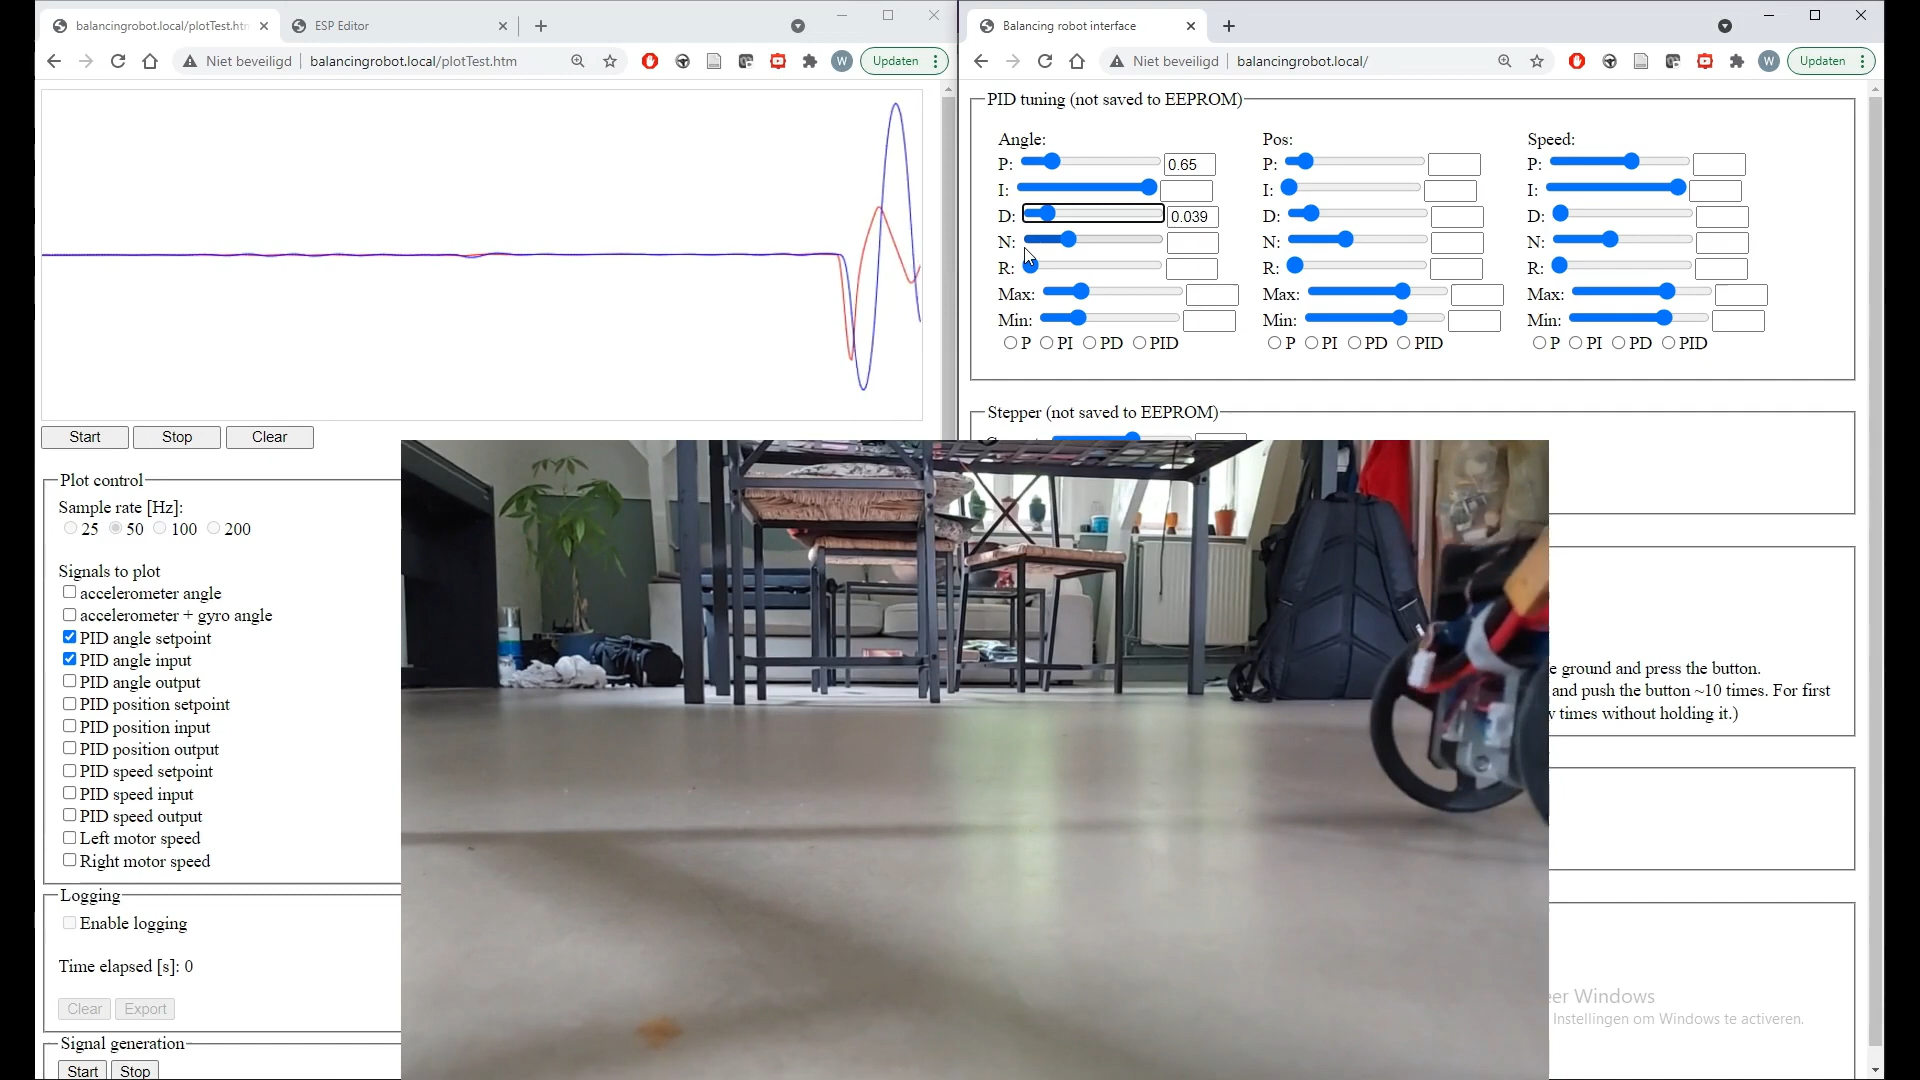 balancingrobot.local/plotTest.htm
ESP Editor
Niet beveiligd
balancingrobot.local/plotTest.htm
W
Updaten
Start
Stop
Clear
Plot control
Sample rate [Hz]:
25
50
100
200
Signals to plot
accelerometer angle
accelerometer + gyro angle
PID angle setpoint
PID angle input
PID angle output
PID position setpoint
PID position input
PID position output
PID speed setpoint
PID speed input
PID speed output
Left motor speed
Right motor speed
Logging
Enable logging
Time elapsed [s]: 0
Clear
Export
Signal generation
Start
Stop
Balancing robot interface
Niet beveiligd
balancingrobot.local/
W
Updaten
PID tuning (not saved to EEPROM)
Angle:
P: 0.65
I:
D: 0.039
N:
R:
Max:
Min:
P PI PD PID
Pos:
P:
I:
D:
N:
R:
Max:
Min:
P PI PD PID
Speed:
P:
I:
D:
N:
R:
Max:
Min:
P PI PD PID
Stepper (not saved to EEPROM)
e ground and press the button.
and push the button ~10 times. For first
times without holding it.)
eer Windows
Instellingen om Windows te activeren.